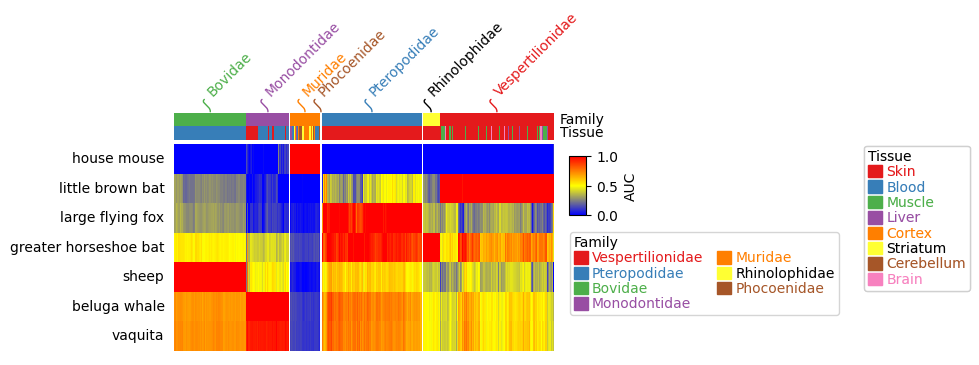 ∫ Bovidae
∫ Monodontidae
∫ Muridae
∫ Phocoenidae
∫ Pteropodidae
∫ Rhinolophidae
∫ Vespertilionidae
Family
Tissue
house mouse
little brown bat
large flying fox
greater horseshoe bat
sheep
beluga whale
vaquita
1.0
0.5
0.0
AUC
Family
Vespertilionidae
Pteropodidae
Bovidae
Monodontidae
Muridae
Rhinolophidae
Phocoenidae
Tissue
Skin
Blood
Muscle
Liver
Cortex
Striatum
Cerebellum
Brain